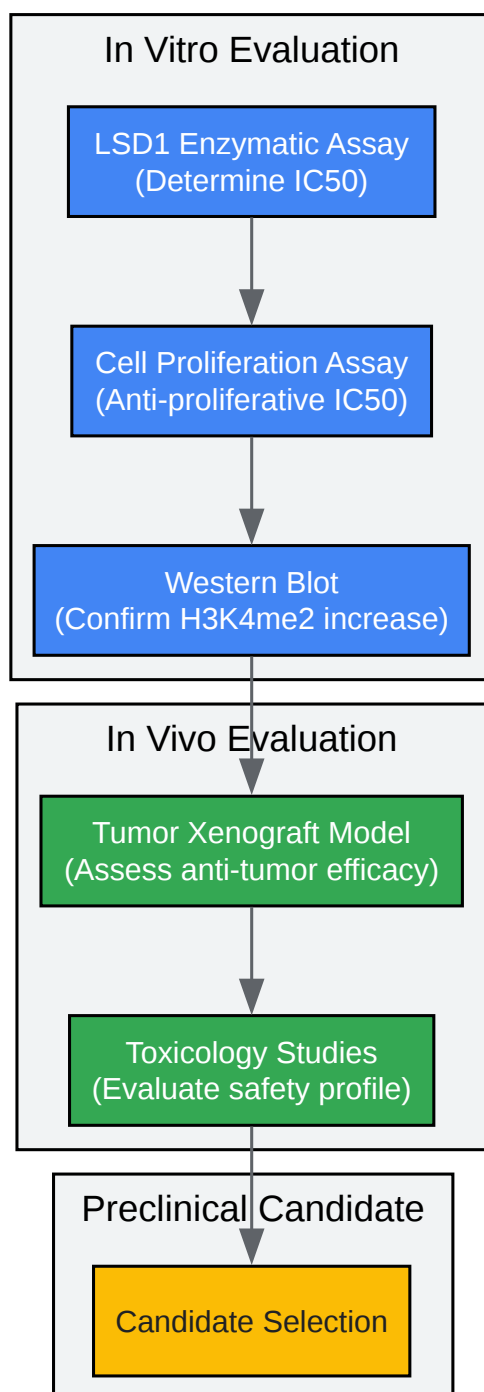 In Vitro Evaluation
LSD1 Enzymatic Assay
(Determine IC50)
Cell Proliferation Assay
(Anti-proliferative IC50)
Western Blot
(Confirm H3K4me2 increase)
In Vivo Evaluation
Tumor Xenograft Model
(Assess anti-tumor efficacy)
Toxicology Studies
(Evaluate safety profile)
Preclinical Candidate
Candidate Selection